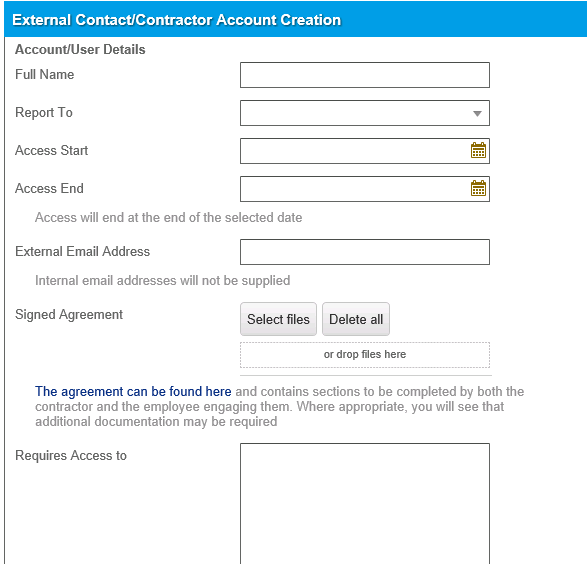 External Contact/Contractor Account Creation
Account/User Details
Full Name
Report To
Access Start
Access End
Access will end at the end of the selected date
External Email Address
Internal email addresses will not be supplied
Signed Agreement
Select files Delete all
or drop files here
The agreement can be found here and contains sections to be completed by both the
contractor and the employee engaging them. Where appropriate, you will see that
additional documentation may be required
Requires Access to